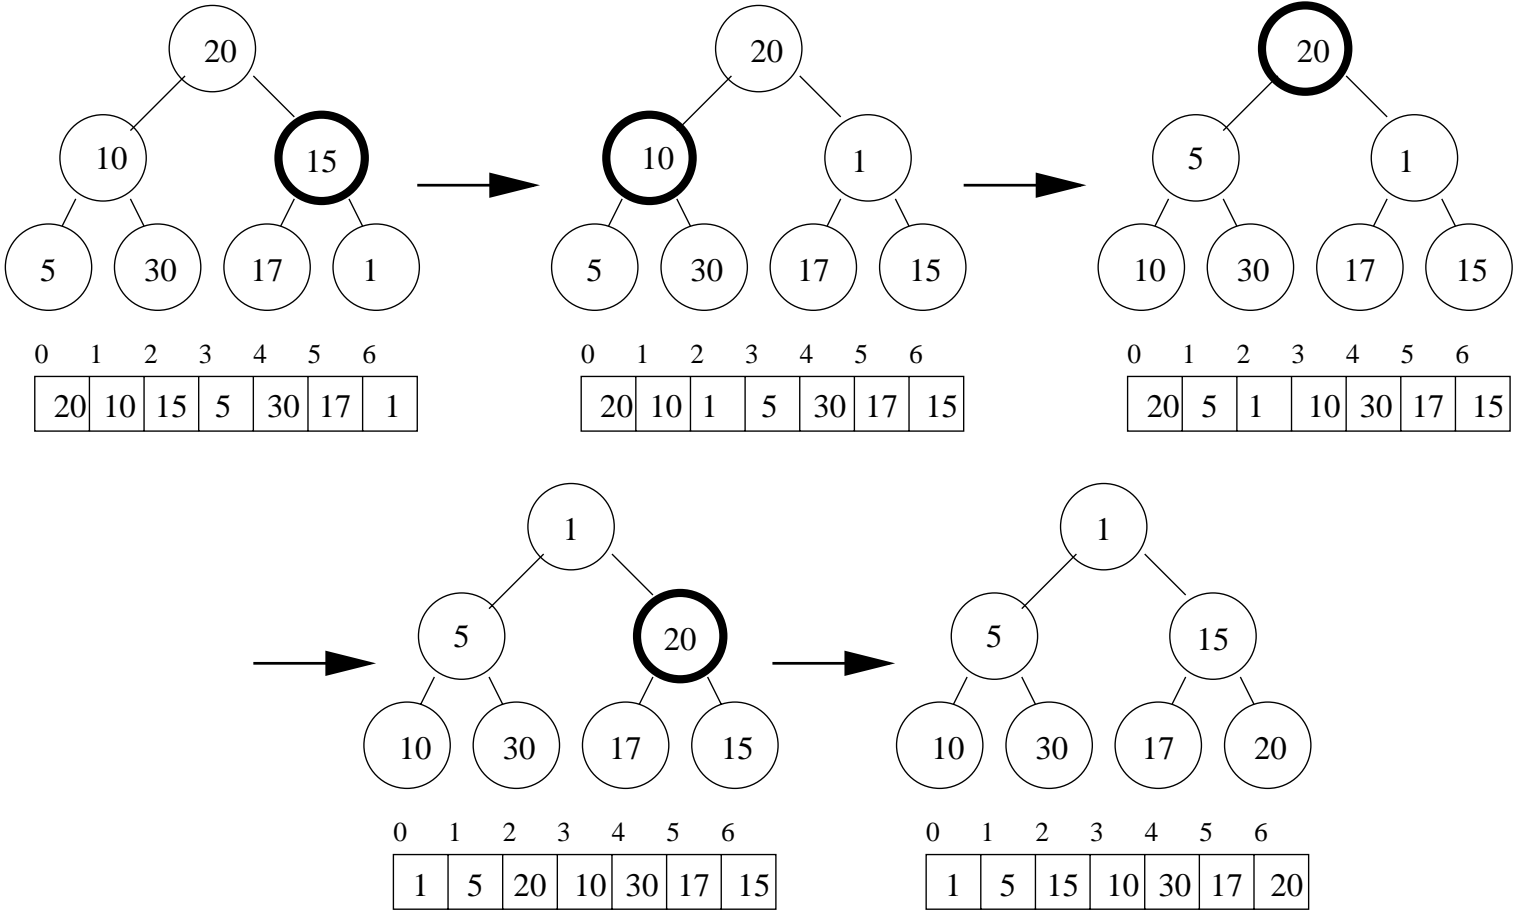 20 20 20
10 15 10 1 5 1
5 30 17 1 5 30 17 15 10 30 17 15
0 1 2 3 4 5 6 0 1 2 3 4 5 6 0 1 2 3 4 5 6
20 10 15 5 30 17 1 20 10 1 5 30 17 15 20 5 1 10 30 17 15
1 1
5 20 5 15
10 30 17 15 10 30 17 20
0 1 2 3 4 5 6 0 1 2 3 4 5 6
1 5 20 10 30 17 15 1 5 15 10 30 17 20